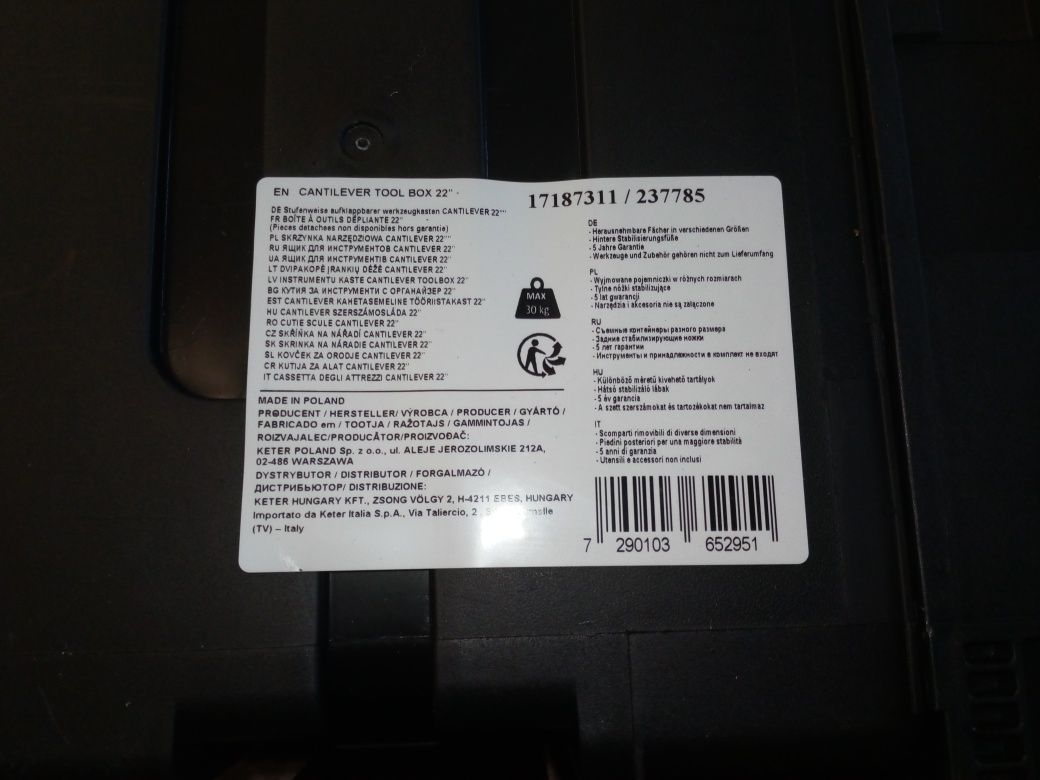 EN CANTILEVER TOOL BOX 22"
17187311 / 237785
DE Stufenweise aufklappbarer werkzeugkasten CANTILEVER 22""
FR BOÎTE À OUTILS DÉPLIANTE 22"
(Pieces detachees non disponibles hors garantie)
PL SKRZYNKA NARZĘDZIOWA CANTILEVER 22""
RU ЯЩИК ДЛЯ ИНСТРУМЕНТОВ CANTILEVER 22"
UA ЯЩИК ДЛЯ ИНСТРУМЕНТІВ CANTILEVER 22"
LT DVIPAKOPĖ ĮRANKIŲ DĖŽĖ CANTILEVER 22"
LV INSTRUMENTU KASTE CANTILEVER TOOLBOX 22"
BG КУТИЯ ЗА ИНСТРУМЕНТИ С ОРГАНАЙЗЕР 22"
EST CANTILEVER KAHETASEMELINE TÖÖRIISTAKAST 22"
HU CANTILEVER SZERSZÁMOSLÁDA 22"
RO CUTIE SCULE CANTILEVER 22"
CZ SKŘÍŇKA NA NÁŘADÍ CANTILEVER 22"
SK SKRINKA NA NÁRADIE CANTILEVER 22"
SL KOVČEK ZA ORODJE CANTILEVER 22"
CR KUTIJA ZA ALAT CANTILEVER 22"
IT CASSETTA DEGLI ATTREZZI CANTILEVER 22"
MAX
30 kg
MADE IN POLAND
PRODUCENT / HERSTELLER/ VÝROBCA / PRODUCER / GYÁRTÓ /
FABRICADO em / TOOTJA / RAŽOTAJS / GAMMINTOJAS /
ROIZVAJALEC/PRODUCĂTOR/PROIZVOĐAČ:
KETER POLAND Sp. z o.o., ul. ALEJE JEROZOLIMSKIE 212A,
02-486 WARSZAWA
DYSTRYBUTOR / DISTRIBUTOR / FORGALMAZÓ /
ДИСТРИБЬЮТОР/ DISTRIBUZIONE:
KETER HUNGARY KFT., ZSONG VÖLGY 2, H-4211 EBES, HUNGARY
Importato da Keter Italia S.p.A., Via Taliercio, 2
(TV) – Italy
DE
- Herausnehmbare Fächer in verschiedenen Größen
- Hintere Stabilisierungsfüße
- 5 Jahre Garantie
- Werkzeuge und Zubehör gehören nicht zum Lieferumfang
PL
- Wyjmowane pojemniczki w różnych rozmiarach
- Tylne nóżki stabilizujące
- 5 lat gwarancji
- Narzędzia i akcesoria nie są załączone
RU
- Съемные контейнеры разного размера
- Задние стабилизирующие ножки
- 5 лет гарантии
- Инструменты и принадлежности в комплект не входят
HU
- Különböző méretű kivehető tartályok
- Hátsó stabilizáló lábak
- 5 év garancia
- A szett szerszámokat és tartozékokat nem tartalmaz
IT
- Scomparti rimovibili di diverse dimensioni
- Piedini posteriori per una maggiore stabilità
- 5 anni di garanzia
- Utensili e accessori non inclusi
7 290103 652951